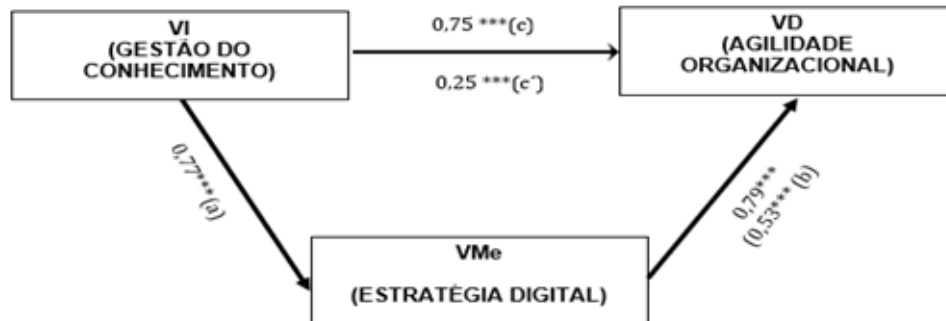 VI
(GESTÃO DO
CONHECIMENTO)
0,75 ***(c)
0,25 ***(c´)
VD
(AGILIDADE
ORGANIZACIONAL)
0,77***(a)
0,79***
(0,53*** (b)
VMe
(ESTRATÉGIA DIGITAL)